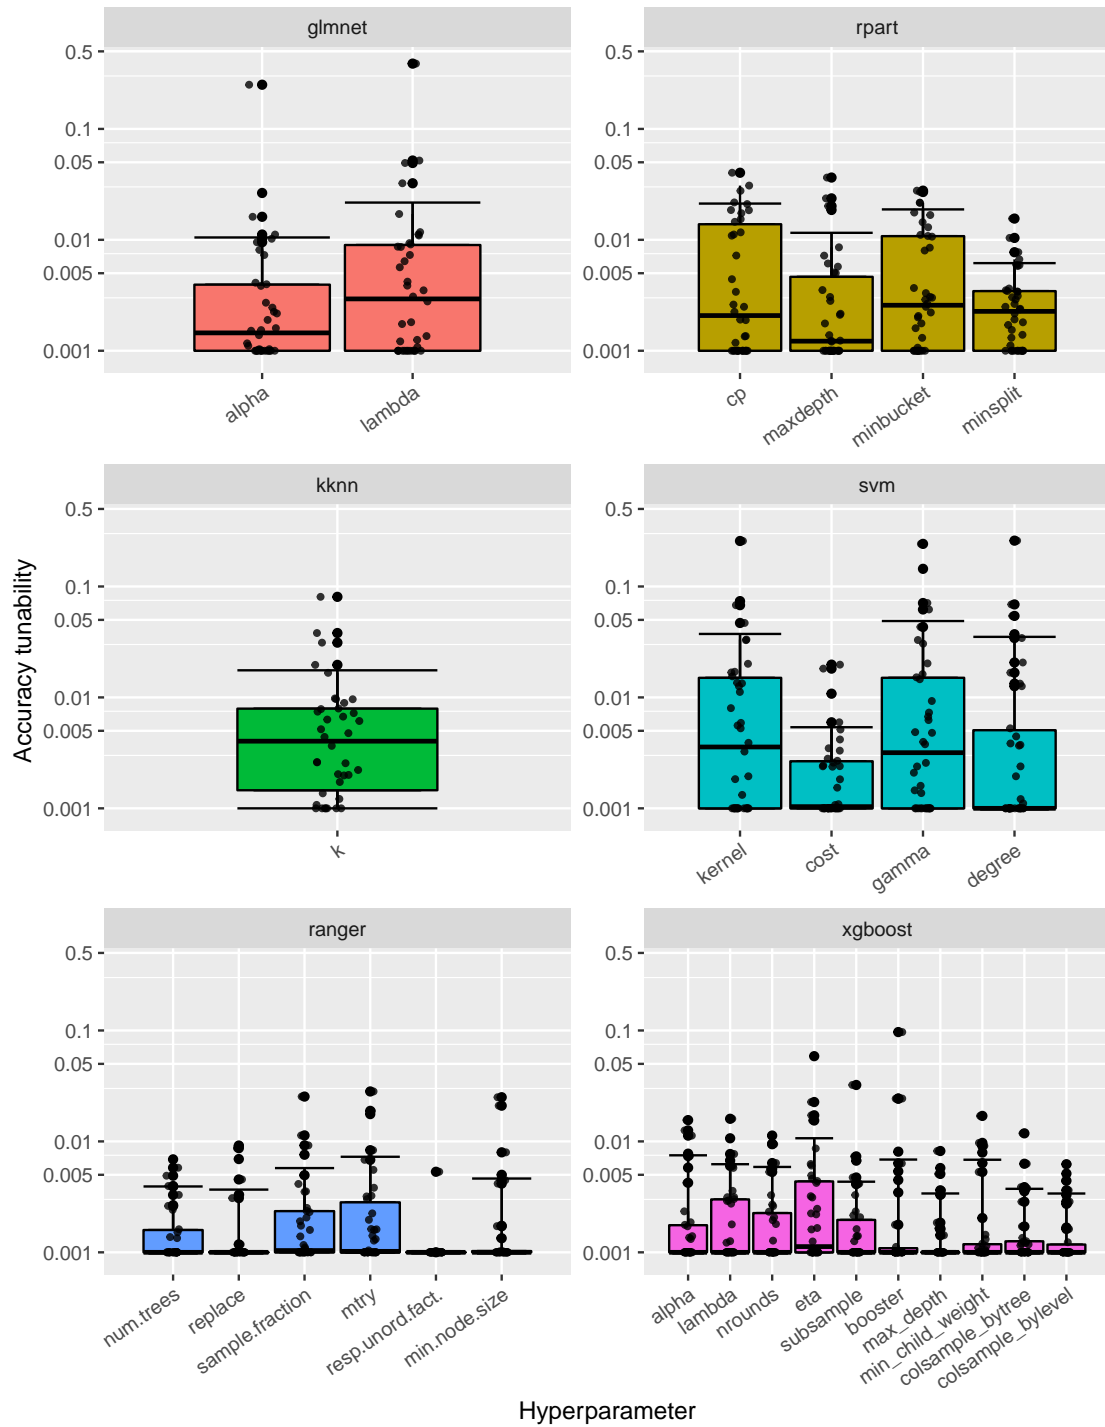 glmnet
rpart
0.5
0.1
0.05
0.01
0.005
0.001
alpha
lambda
0.5
0.1
0.05
0.01
0.005
0.001
cp
maxdepth
minbucket
minsplit
kknn
svm
0.5
0.1
0.05
0.01
0.005
0.001
k
0.5
0.1
0.05
0.01
0.005
0.001
kernel
cost
gamma
degree
Accuracy tunability
ranger
xgboost
0.5
0.1
0.05
0.01
0.005
0.001
num.trees
replace
sample.fraction
mtry
resp.unord.fact.
min.node.size
0.5
0.1
0.05
0.01
0.005
0.001
alpha
lambda
nrounds
eta
subsample
booster
max_depth
min_child_weight
colsample_bytree
colsample_bylevel
Hyperparameter